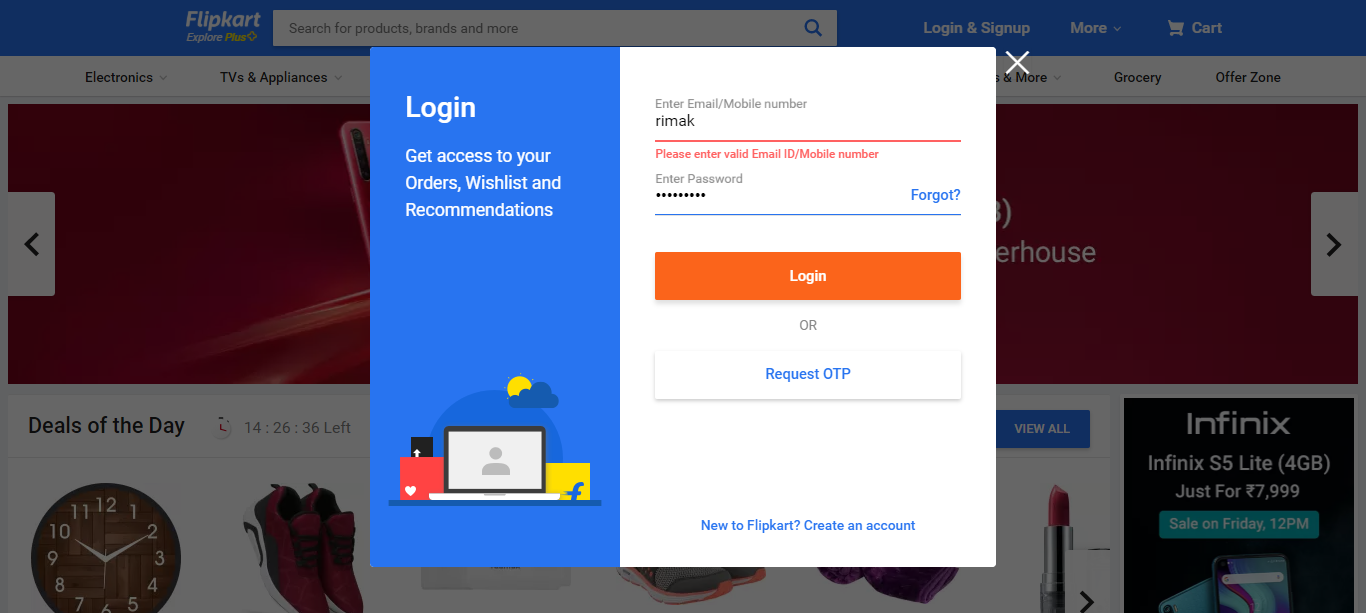 Flipkart
Explore Plus
Search for products, brands and more
Login & Signup
More
Cart
Electronics
TVs & Appliances
& More
Grocery
Offer Zone
Login
Get access to your
Orders, Wishlist and
Recommendations
Enter Email/Mobile number
rimak
Please enter valid Email ID/Mobile number
Enter Password
•••••••••
Forgot?
Login
OR
Request OTP
New to Flipkart? Create an account
Deals of the Day
14 : 26 : 36 Left
VIEW ALL
Infinix
Infinix S5 Lite (4GB)
Just For ₹7,999
Sale on Friday, 12PM
11 12 1
10 2
9 3
8 4
7 6 5